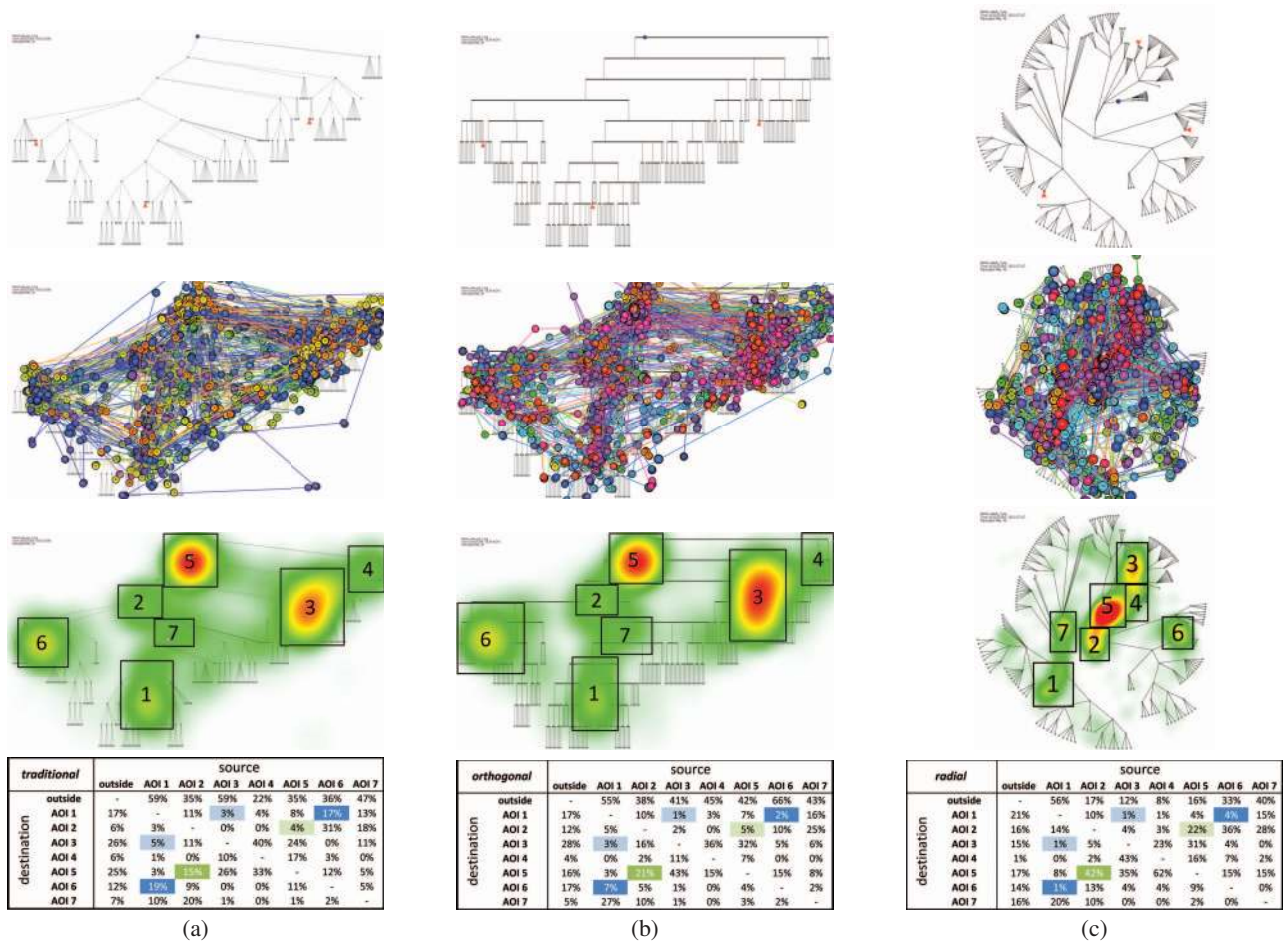 5
2
3
4
6
7
1
5
2
3
4
6
7
1
3
5
4
7
2
6
1
traditional source
outside AOI 1 AOI 2 AOI 3 AOI 4 AOI 5 AOI 6 AOI 7
destination
outside - 59% 35% 59% 22% 35% 36% 47%
AOI 1 17% - 11% 3% 4% 8% 17% 13%
AOI 2 6% 3% - 0% 0% 4% 31% 18%
AOI 3 26% 5% 11% - 40% 24% 0% 11%
AOI 4 6% 1% 0% 10% - 17% 3% 0%
AOI 5 25% 3% 15% 26% 33% - 12% 5%
AOI 6 12% 19% 9% 0% 0% 11% - 5%
AOI 7 7% 10% 20% 1% 0% 1% 2% -
orthogonal source
outside AOI 1 AOI 2 AOI 3 AOI 4 AOI 5 AOI 6 AOI 7
destination
outside - 55% 38% 41% 45% 42% 66% 43%
AOI 1 17% - 10% 1% 3% 7% 2% 16%
AOI 2 12% 5% - 2% 0% 5% 10% 25%
AOI 3 28% 3% 16% - 36% 32% 5% 6%
AOI 4 4% 0% 2% 11% - 7% 0% 0%
AOI 5 16% 3% 21% 43% 15% - 15% 8%
AOI 6 17% 7% 5% 1% 0% 4% - 2%
AOI 7 5% 27% 10% 1% 0% 3% 2% -
radial source
outside AOI 1 AOI 2 AOI 3 AOI 4 AOI 5 AOI 6 AOI 7
destination
outside - 56% 17% 12% 8% 16% 33% 40%
AOI 1 21% - 10% 1% 1% 4% 4% 15%
AOI 2 16% 14% - 4% 3% 22% 36% 28%
AOI 3 15% 1% 5% - 23% 31% 4% 0%
AOI 4 1% 0% 2% 43% - 16% 7% 2%
AOI 5 17% 8% 42% 35% 62% - 15% 15%
AOI 6 14% 1% 13% 4% 4% 9% - 0%
AOI 7 16% 20% 10% 0% 0% 2% 0% -
(a)
(b)
(c)